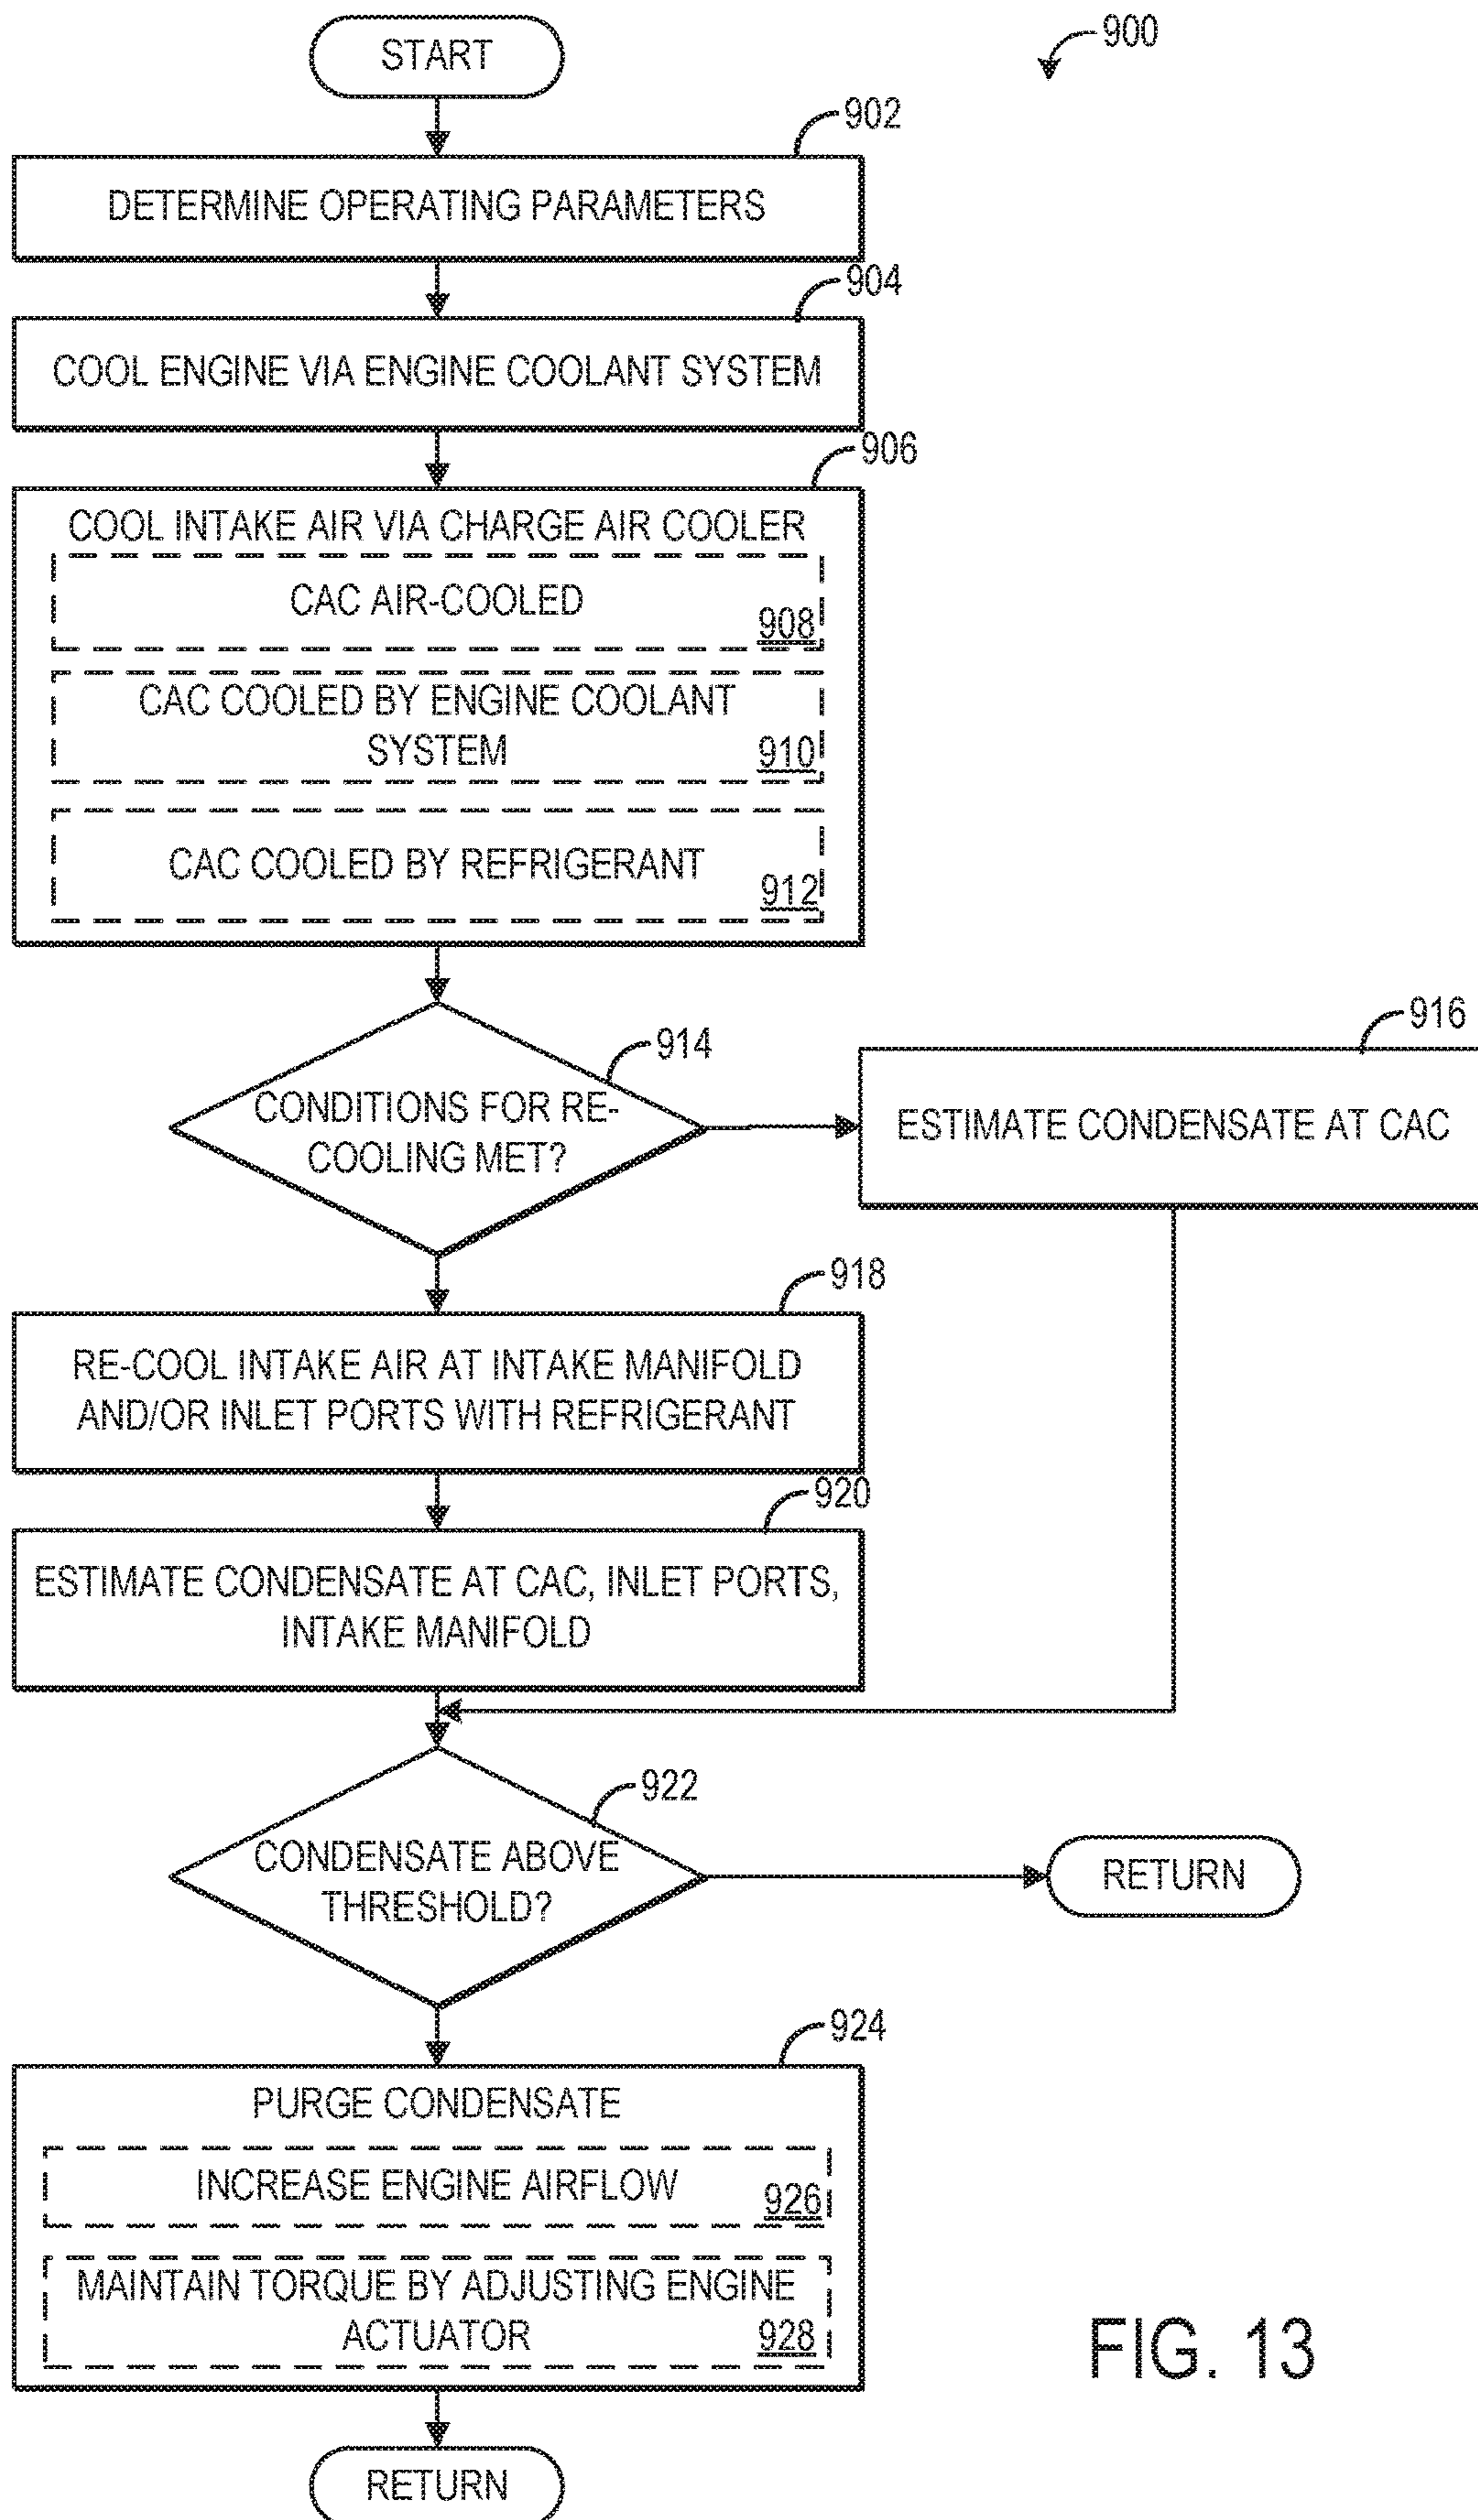 START
900
902
DETERMINE OPERATING PARAMETERS
904
COOL ENGINE VIA ENGINE COOLANT SYSTEM
906
COOL INTAKE AIR VIA CHARGE AIR COOLER
CAC AIR-COOLED
908
CAC COOLED BY ENGINE COOLANT
SYSTEM
910
CAC COOLED BY REFRIGERANT
912
914
CONDITIONS FOR RE-
COOLING MET?
916
ESTIMATE CONDENSATE AT CAC
918
RE-COOL INTAKE AIR AT INTAKE MANIFOLD
AND/OR INLET PORTS WITH REFRIGERANT
920
ESTIMATE CONDENSATE AT CAC, INLET PORTS,
INTAKE MANIFOLD
922
CONDENSATE ABOVE
THRESHOLD?
RETURN
924
PURGE CONDENSATE
INCREASE ENGINE AIRFLOW
926
MAINTAIN TORQUE BY ADJUSTING ENGINE
ACTUATOR
928
RETURN
FIG. 13